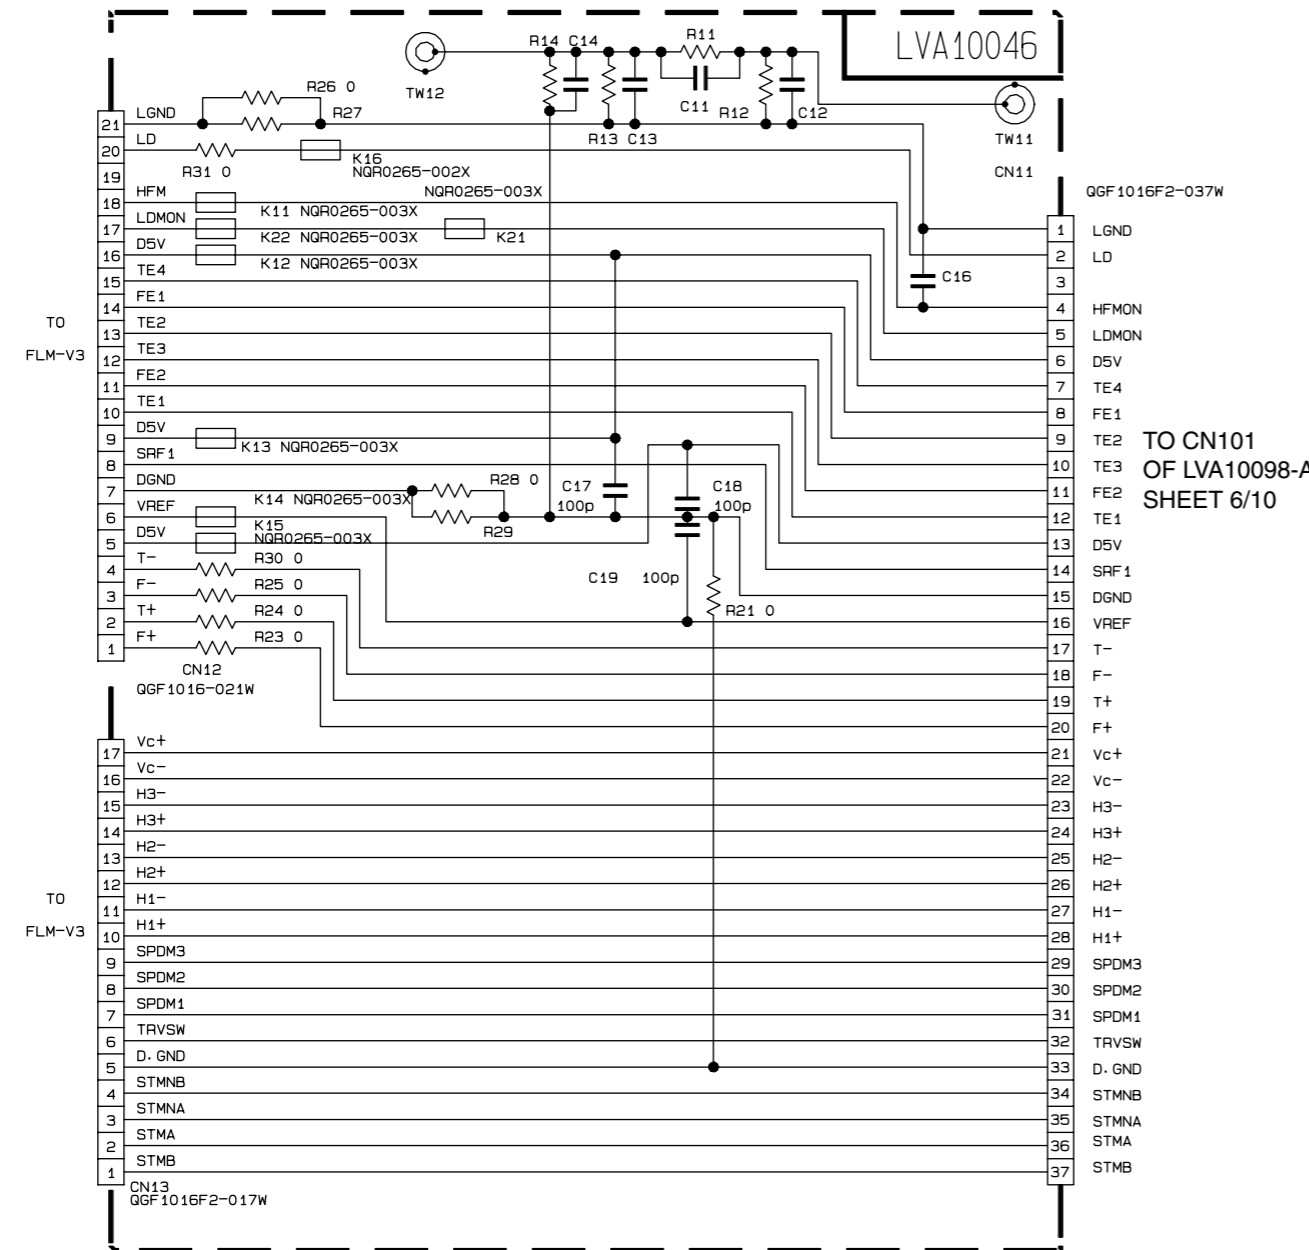 LVA10046
R14 C14
R11
TW12
C11
R12
C12
R13 C13
TW11
CN11
QGF1016F2-037W
R26 0
R27
R31 0
K16
NQR0265-002X
NQR0265-003X
K11 NQR0265-003X
K22 NQR0265-003X
K21
K12 NQR0265-003X
C16
K13 NQR0265-003X
R28 0
C17
100p
C18
100p
K14 NQR0265-003X
K15
NQR0265-003X
R29
C19 100p
R21 0
R30 0
R25 0
R24 0
R23 0
TO
FLM-V3
21 LGND
20 LD
19
18 HFM
17 LDMON
16 D5V
15 TE4
14 FE1
13 TE2
12 TE3
11 FE2
10 TE1
9 D5V
8 SRF1
7 DGND
6 VREF
5 D5V
4 T-
3 F-
2 T+
1 F+
CN12
QGF1016-021W
TO
FLM-V3
17 Vc+
16 Vc-
15 H3-
14 H3+
13 H2-
12 H2+
11 H1-
10 H1+
9 SPDM3
8 SPDM2
7 SPDM1
6 TRVSW
5 D.GND
4 STMNB
3 STMNA
2 STMA
1 STMB
CN13
QGF1016F2-017W
1 LGND
2 LD
3
4 HFMON
5 LDMON
6 D5V
7 TE4
8 FE1
9 TE2
10 TE3
11 FE2
12 TE1
13 D5V
14 SRF1
15 DGND
16 VREF
17 T-
18 F-
19 T+
20 F+
21 Vc+
22 Vc-
23 H3-
24 H3+
25 H2-
26 H2+
27 H1-
28 H1+
29 SPDM3
30 SPDM2
31 SPDM1
32 TRVSW
33 D.GND
34 STMNB
35 STMNA
36 STMA
37 STMB
TO CN101
OF LVA10098-A
SHEET 6/10